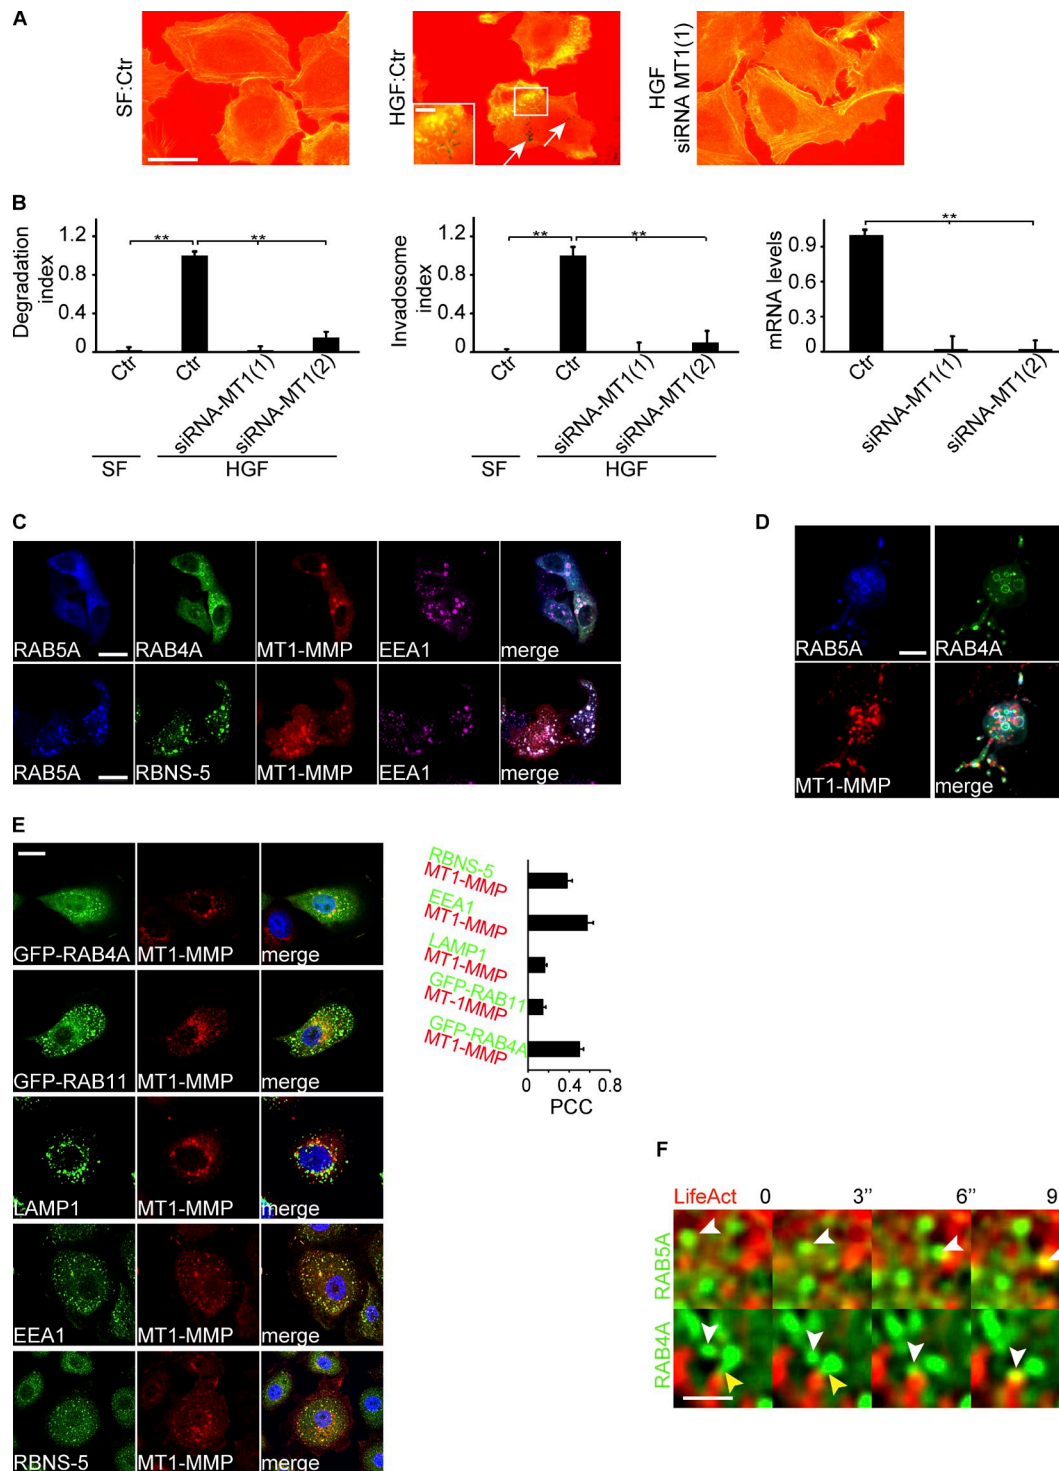 A
SF:Ctr
HGF:Ctr
HGF
siRNA MT1(1)
B
Degradation
index
1.2
0.8
0.4
0
**
**
Ctr
Ctr
siRNA-MT1(1)
siRNA-MT1(2)
SF
HGF
Invadosome
index
1.2
0.8
0.4
0
**
**
Ctr
Ctr
siRNA-MT1(1)
siRNA-MT1(2)
SF
HGF
mRNA levels
0.9
0.6
0.3
0
**
Ctr
siRNA-MT1(1)
siRNA-MT1(2)
C
RAB5A RAB4A MT1-MMP EEA1 merge
RAB5A RBNS-5 MT1-MMP EEA1 merge
D
RAB5A RAB4A
MT1-MMP merge
E
GFP-RAB4A MT1-MMP merge
GFP-RAB11 MT1-MMP merge
LAMP1 MT1-MMP merge
EEA1 MT1-MMP merge
RBNS-5 MT1-MMP merge
RBNS-5
MT1-MMP
EEA1
MT1-MMP
LAMP1
MT1-MMP
GFP-RAB11
MT-1MMP
GFP-RAB4A
MT1-MMP
0 0.4 0.8
PCC
F
LifeAct 0 3’’ 6’’ 9
RAB5A
RAB4A